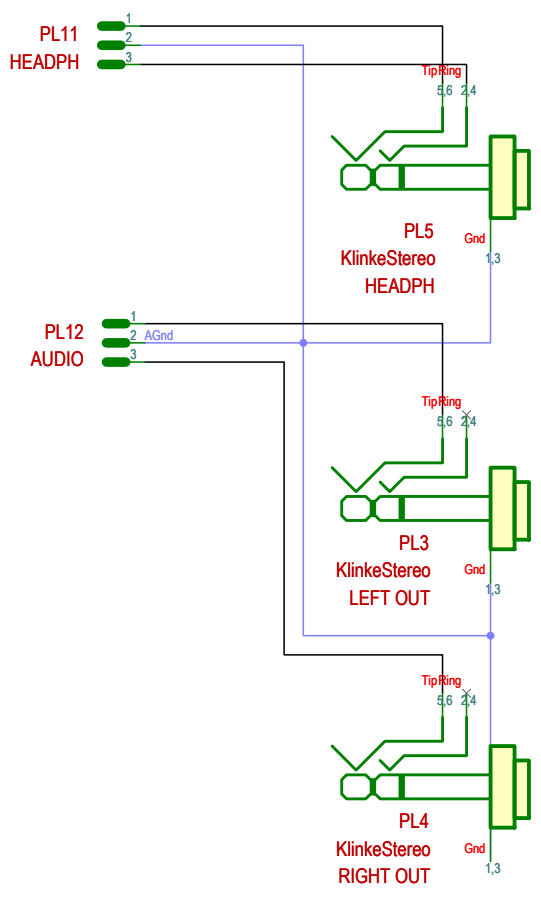 1
PL11
2
HEADPH
3
Tip Ring
5,6 2,4
PL5
Gnd
KlinkeStereo
1,3
HEADPH
1
PL12
2 AGnd
AUDIO
3
Tip Ring
5,6 2,4
PL3
KlinkeStereo
Gnd
1,3
LEFT OUT
Tip Ring
5,6 2,4
PL4
KlinkeStereo
Gnd
1,3
RIGHT OUT